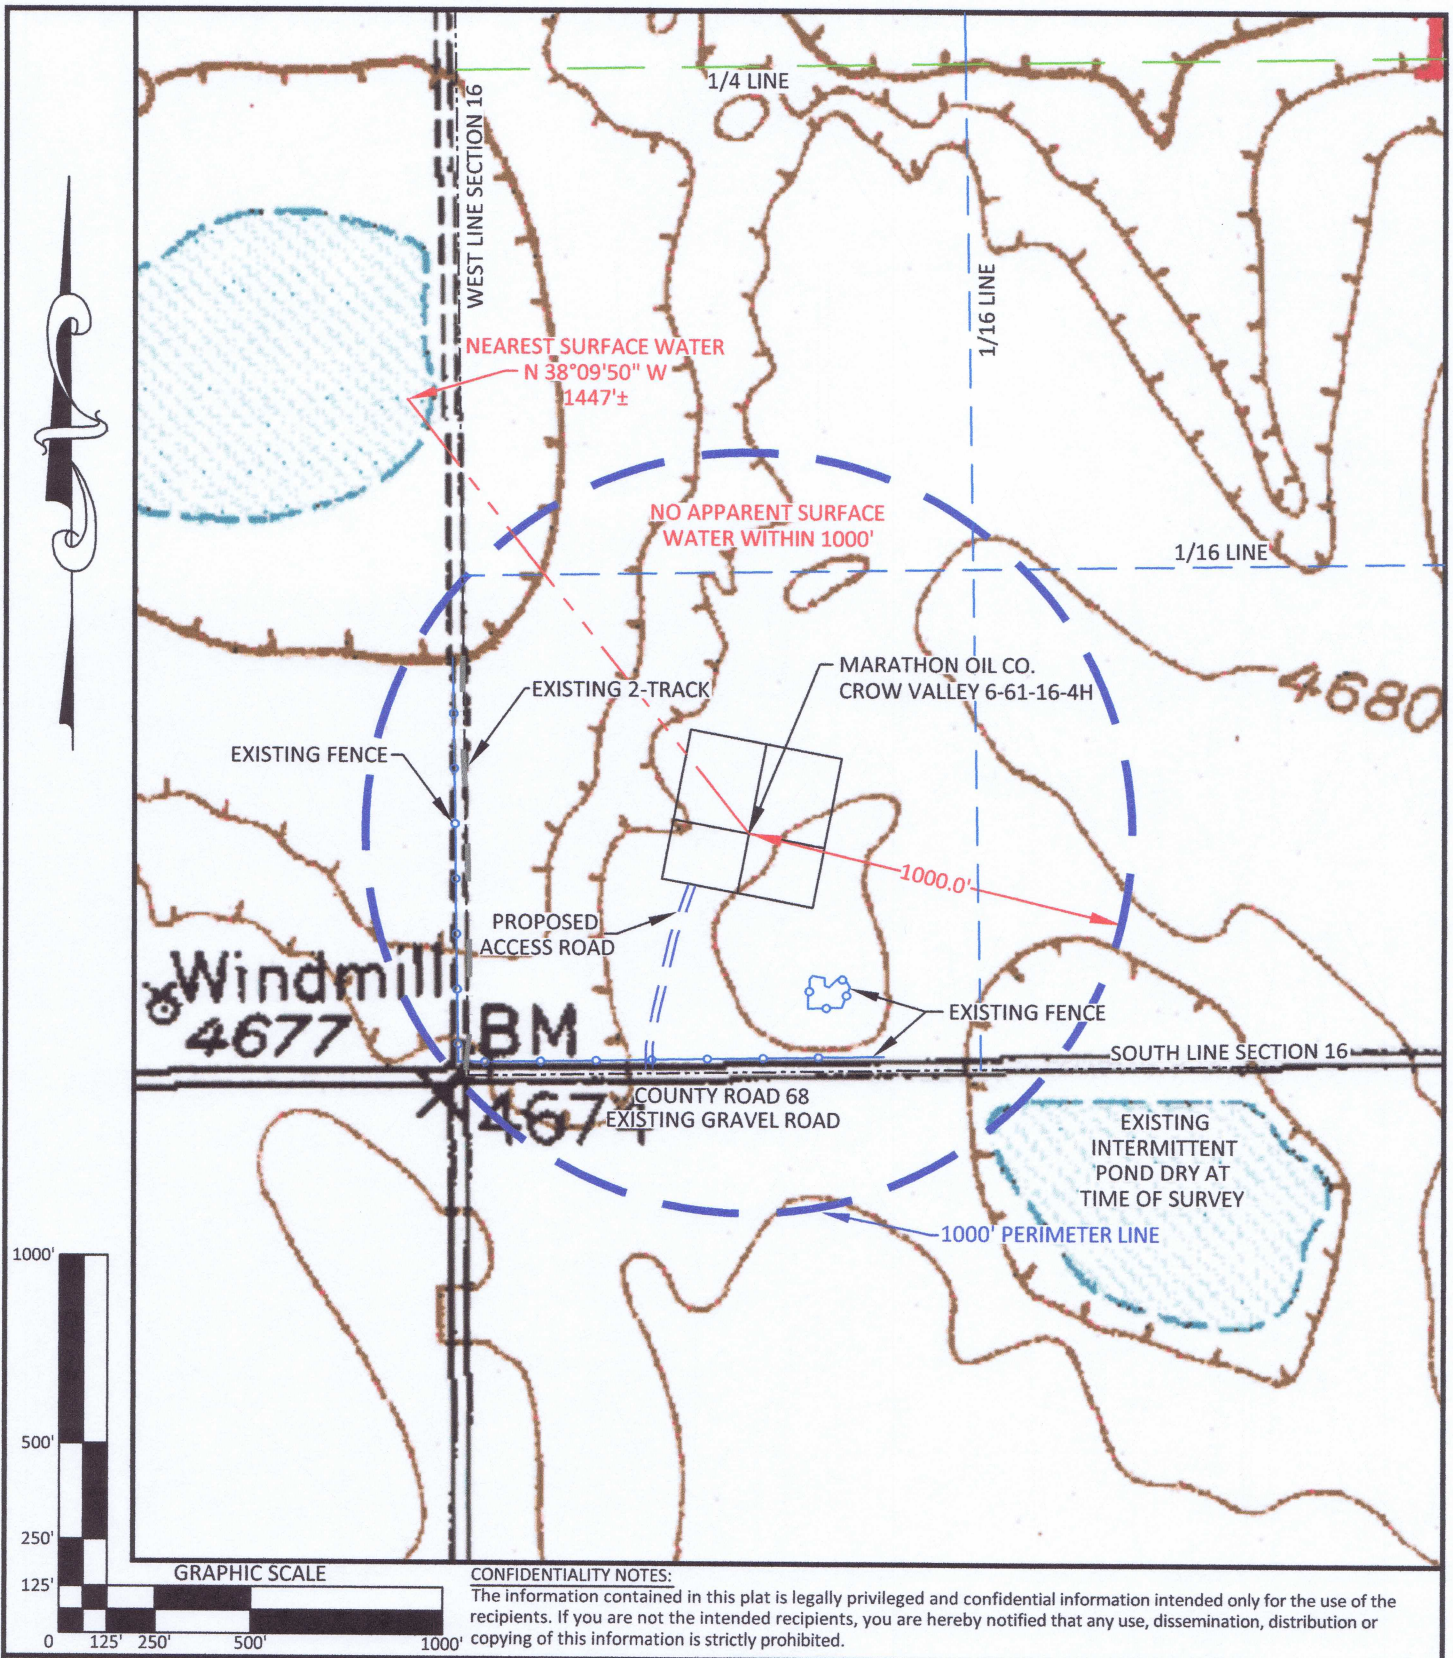 1/4 LINE
WEST LINE SECTION 16
1/16 LINE
NEAREST SURFACE WATER
N 38°09'50" W
1447'±
NO APPARENT SURFACE
WATER WITHIN 1000'
1/16 LINE
MARATHON OIL CO.
CROW VALLEY 6-61-16-4H
4680
EXISTING 2-TRACK
EXISTING FENCE
1000.0'
PROPOSED
ACCESS ROAD
Windmill
4677
BM
4674
EXISTING FENCE
SOUTH LINE SECTION 16
COUNTY ROAD 68
EXISTING GRAVEL ROAD
EXISTING
INTERMITTENT
POND DRY AT
TIME OF SURVEY
1000' PERIMETER LINE
1000'
500'
250'
125'
GRAPHIC SCALE
0 125' 250' 500' 1000'
CONFIDENTIALITY NOTES:
The information contained in this plat is legally privileged and confidential information intended only for the use of the
recipients. If you are not the intended recipients, you are hereby notified that any use, dissemination, distribution or
copying of this information is strictly prohibited.